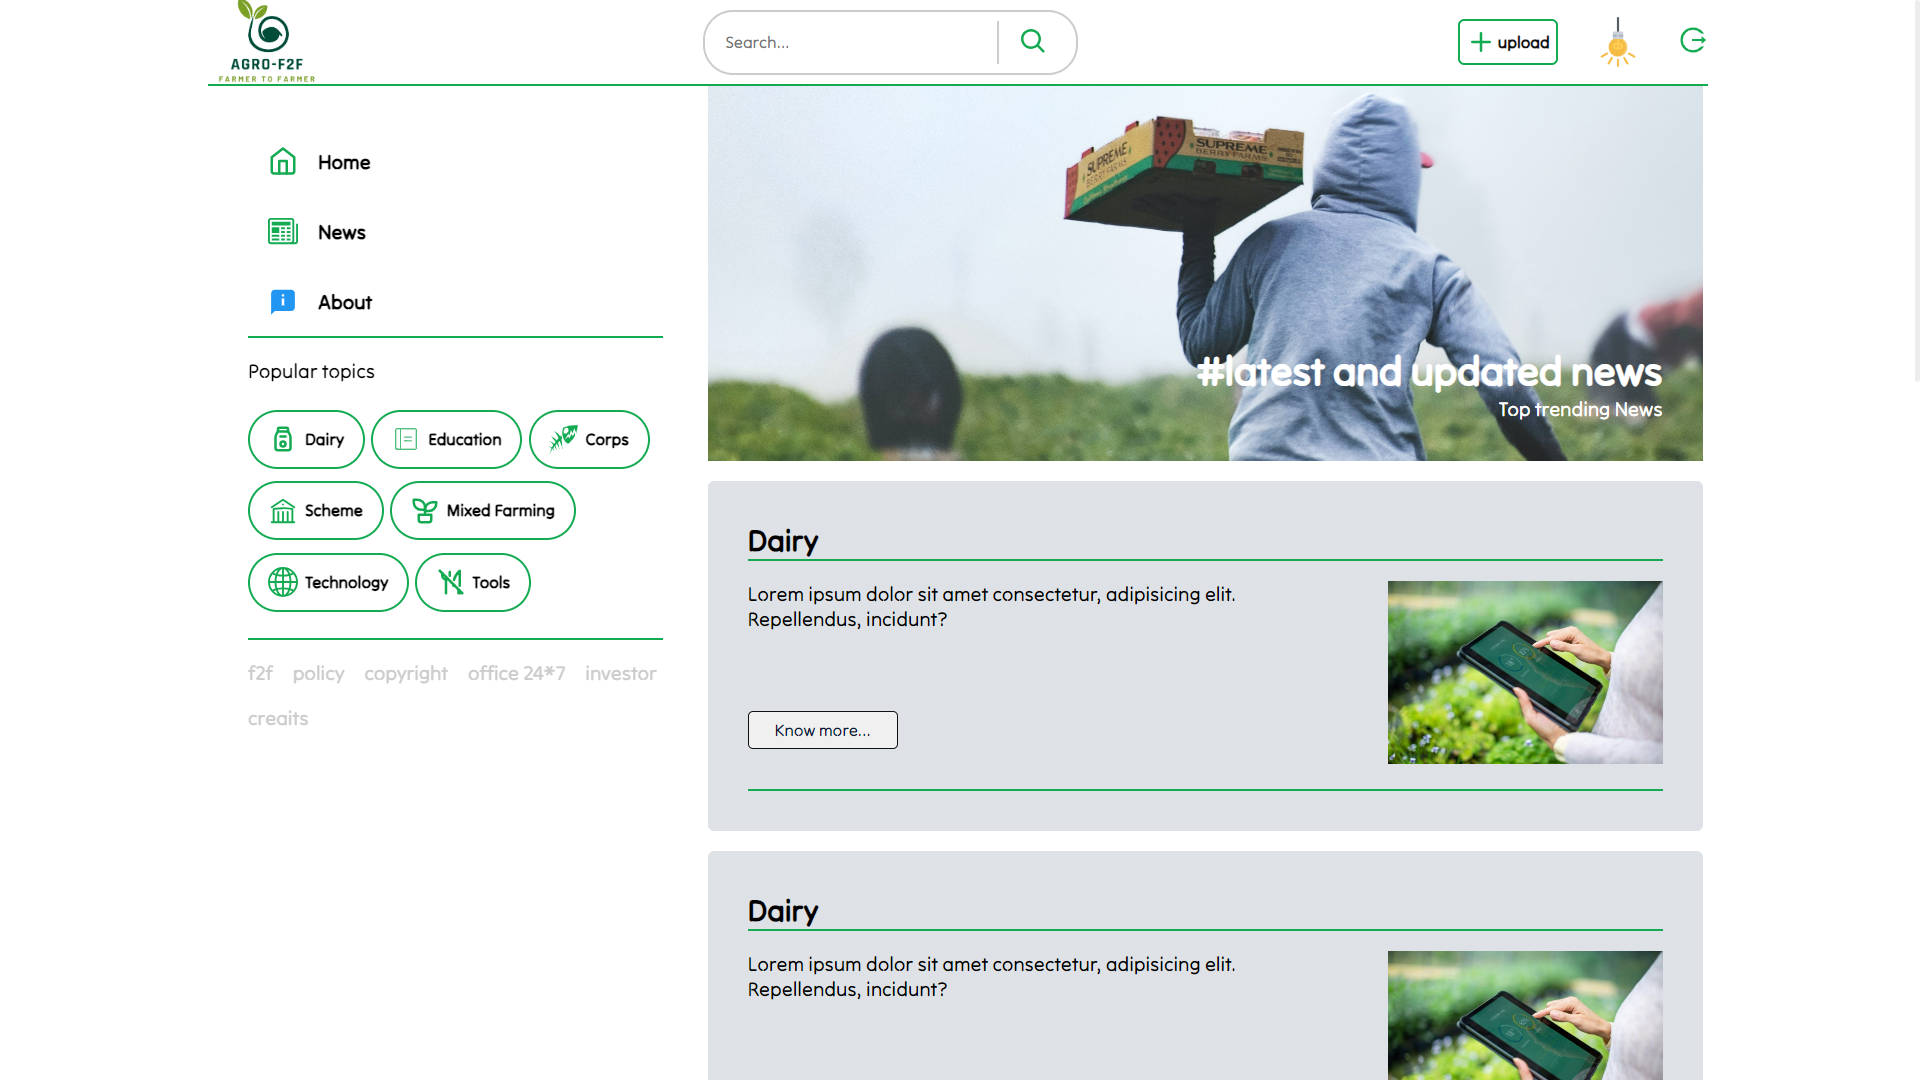 AGRO-F2F
FARMER TO FARMER
Search...
upload
Home
News
About
Popular topics
Dairy
Education
Corps
Scheme
Mixed Farming
Technology
Tools
f2f policy copyright office 24*7 investor
creaits
SUPREME
BERRY FARMS
SUPREME
BERRY FARMS
#latest and updated news
Top trending News
Dairy
Lorem ipsum dolor sit amet consectetur, adipisicing elit.
Repellendus, incidunt?
Know more...
Dairy
Lorem ipsum dolor sit amet consectetur, adipisicing elit.
Repellendus, incidunt?